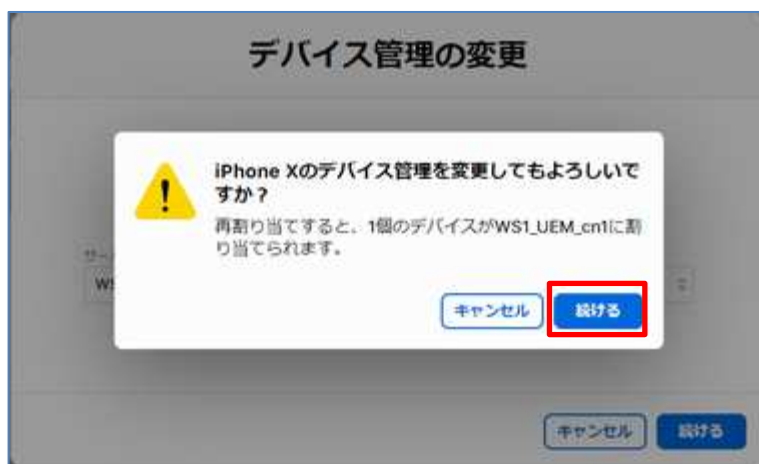 デバイス管理の変更
iPhone Xのデバイス管理を変更してもよろしいで
すか？
再割り当てすると、1個のデバイスがWS1_UEM_cn1に割
り当てられます。
サー
WS
キャンセル
続ける
キャンセル
続ける